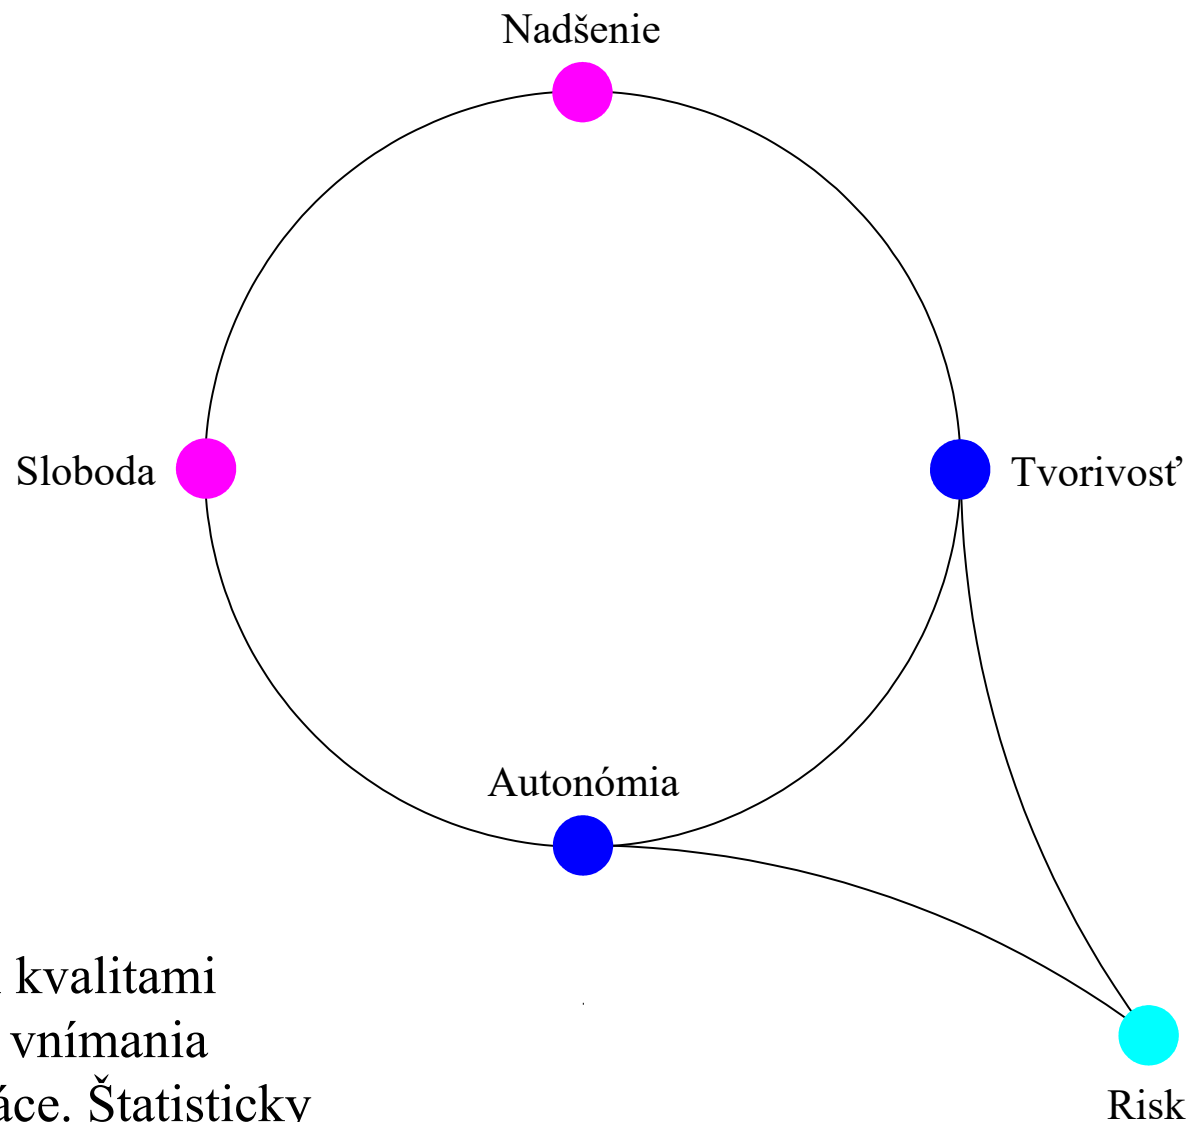 Nadšenie
Sloboda
Tvorivosť
Autonómia
kvalitami
vnímania
Štatisticky
Risk